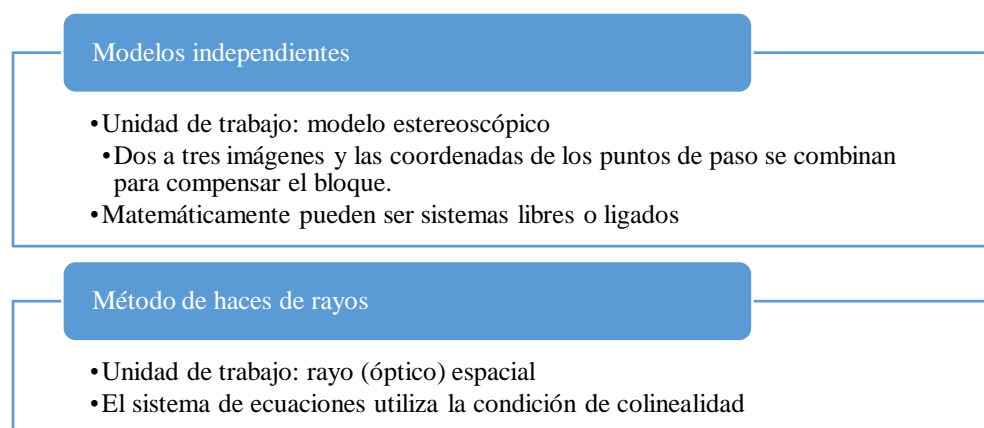 Modelos independientes
•Unidad de trabajo: modelo estereoscópico
•Dos a tres imágenes y las coordenadas de los puntos de paso se combinan
para compensar el bloque.
•Matemáticamente pueden ser sistemas libres o ligados
Método de haces de rayos
•Unidad de trabajo: rayo (óptico) espacial
•El sistema de ecuaciones utiliza la condición de colinealidad